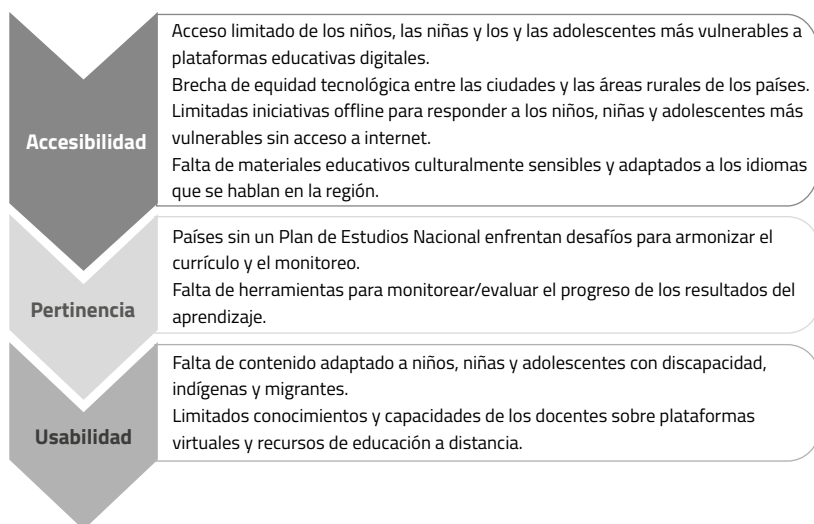 Accesibilidad
Acceso limitado de los niños, las niñas y los y las adolescentes más vulnerables a
plataformas educativas digitales.
Brecha de equidad tecnológica entre las ciudades y las áreas rurales de los países.
Limitadas iniciativas offline para responder a los niños, niñas y adolescentes más
vulnerables sin acceso a internet.
Falta de materiales educativos culturalmente sensibles y adaptados a los idiomas
que se hablan en la región.
Pertinencia
Países sin un Plan de Estudios Nacional enfrentan desafíos para armonizar el
currículo y el monitoreo.
Falta de herramientas para monitorear/evaluar el progreso de los resultados del
aprendizaje.
Usabilidad
Falta de contenido adaptado a niños, niñas y adolescentes con discapacidad,
indígenas y migrantes.
Limitados conocimientos y capacidades de los docentes sobre plataformas
virtuales y recursos de educación a distancia.